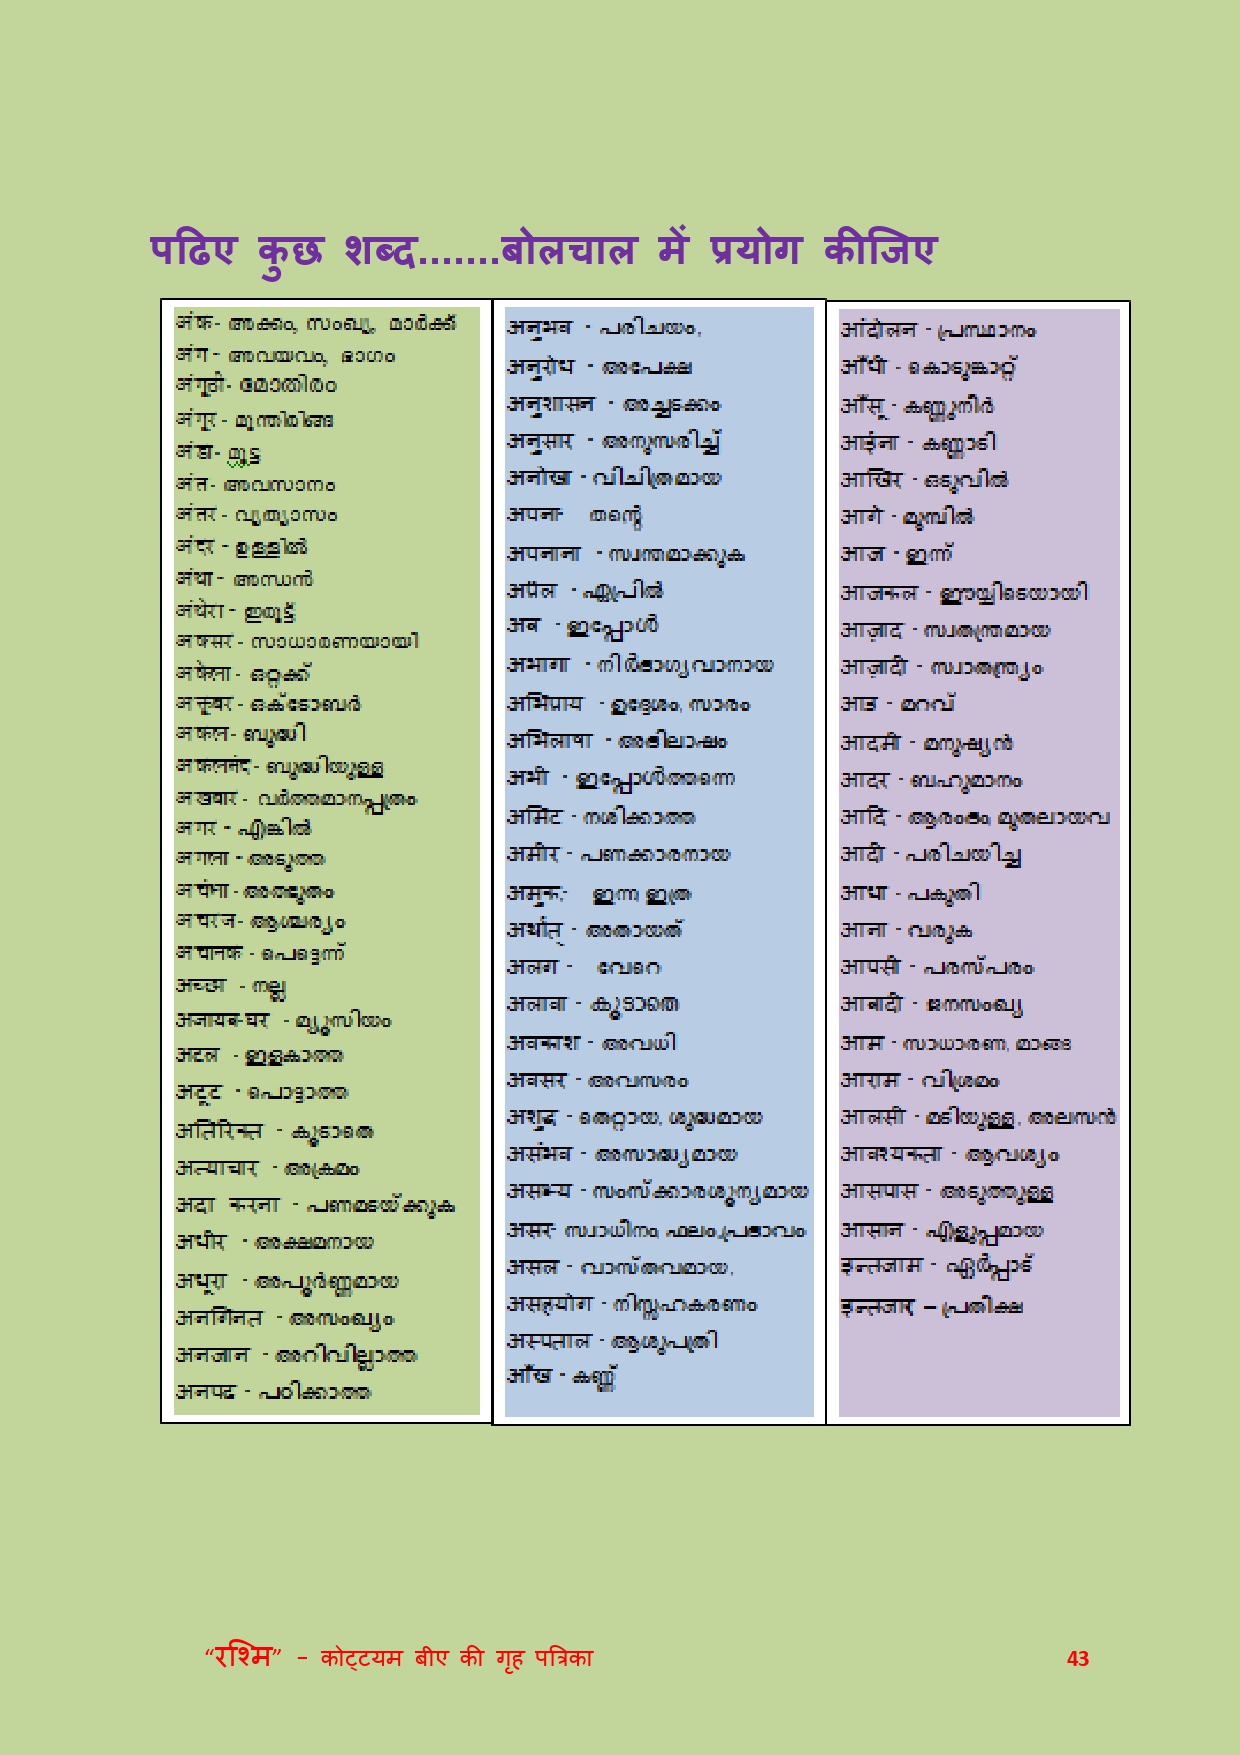 पढिए कुछ शब्द.......बोलचाल में प्रयोग कीजिए
अंक- അക്കം, സംഖ്യ, മാർക്ക്
अंग - അവയവം, ഭാഗം
अंगूठी- മോതിരം
अंगूर - മുന്തിരിങ്ങ
अंडा- മുട്ട
अंत- അവസാനം
अंतर - വ്യത്യാസം
अंदर - ഉള്ളിൽ
अंधा - അന്ധൻ
अंधेरा - ഇരുട്ട്
अकसर - സാധാരണയായി
अकेला - ഒറ്റക്ക്
अक्तूबर - ഒക്ടോബർ
अकल- ബുദ്ധി
अकलमंद- ബുദ്ധിയുള്ള
अखबार - വർത്തമാനപ്പത്രം
अगर - എങ്കിൽ
अगला - അടുത്ത
अचंभा - അത്ഭുതം
अचरज- ആശ്ചര്യം
अचानक - പെട്ടെന്ന്
अच्छा - നല്ല
अजायब-घर - മ്യൂസിയം
अटल - ഇളകാത്ത
अटूट - പൊട്ടാത്ത
अतिरिक्त - കൂടാതെ
अत्याचार - അക്രമം
अदा करना - പണമടയ്ക്കുക
अधीर - അക്ഷമനായ
अधूरा - അപൂർണ്ണമായ
अनगिनत - അസംഖ്യം
अनजान - അറിവില്ലാത്ത
अनपढ - പഠിക്കാത്ത
अनुभव - പരിചയം,
अनुरोध - അപേക്ഷ
अनुशासन - അച്ചടക്കം
अनुसार - അനുസരിച്ച്
अनोखा - വിചിത്രമായ
अपना- തന്റെ
अपनाना - സ്വന്തമാക്കുക
अप्रैल - ഏപ്രിൽ
अब - ഇപ്പോൾ
अभागा - നിർഭാഗ്യവാനായ
अभिप्राय - ഉദ്ദേശം, സാരം
अभिलाषा - അഭിലാഷം
अभी - ഇപ്പോൾത്തന്നെ
अमिट - നശിക്കാത്ത
अमीर - പണക്കാരനായ
अमुक- ഇന്ന, ഇത്ര
अर्थात् - അതായത്
अलग - വേറെ
अलावा - കൂടാതെ
अवकाश - അവധി
अवसर - അവസരം
अशुद्ध - തെറ്റായ, ശുദ്ധമായ
असंभव - അസാദ്ധ്യമായ
असभ्य - സംസ്ക്കാരശൂന്യമായ
असर- സ്വാധീനം, ഫലം,പ്രഭാവം
असल - വാസ്തവമായ,
असहयोग - നിസ്സഹകരണം
अस्पताल - ആശുപത്രി
आँख - കണ്ണ്
आंदोलन - പ്രസ്ഥാനം
आँधी - കൊടുങ്കാറ്റ്
आँसू - കണ്ണുനീർ
आईना - കണ്ണാടി
आखिर - ഒടുവിൽ
आगे - മുമ്പിൽ
आज - ഇന്ന്
आजकल - ഈയ്യിടെയായി
आज़ाद - സ്വതന്ത്രമായ
आज़ादी - സ്വാതന്ത്ര്യം
आड - മറവ്
आदमी - മനുഷ്യൻ
आदर - ബഹുമാനം
आदि - ആരംഭം, മുതലായവ
आदी - പരിചയിച്ച
आधा - പകുതി
आना - വരുക
आपसी - പരസ്പരം
आबादी - ജനസംഖ്യ
आम - സാധാരണ, മാങ്ങ
आराम - വിശ്രമം
आलसी - മടിയുള്ള, അലസൻ
आवश्यकता - ആവശ്യം
आसपास - അടുത്തുള്ള
आसान - എളുപ്പമായ
इन्तजाम - ഏർപ്പാട്
इन्तजार – പ്രതീക്ഷ
“रश्मि” – कोट्टयम बीए की गृह पत्रिका 43